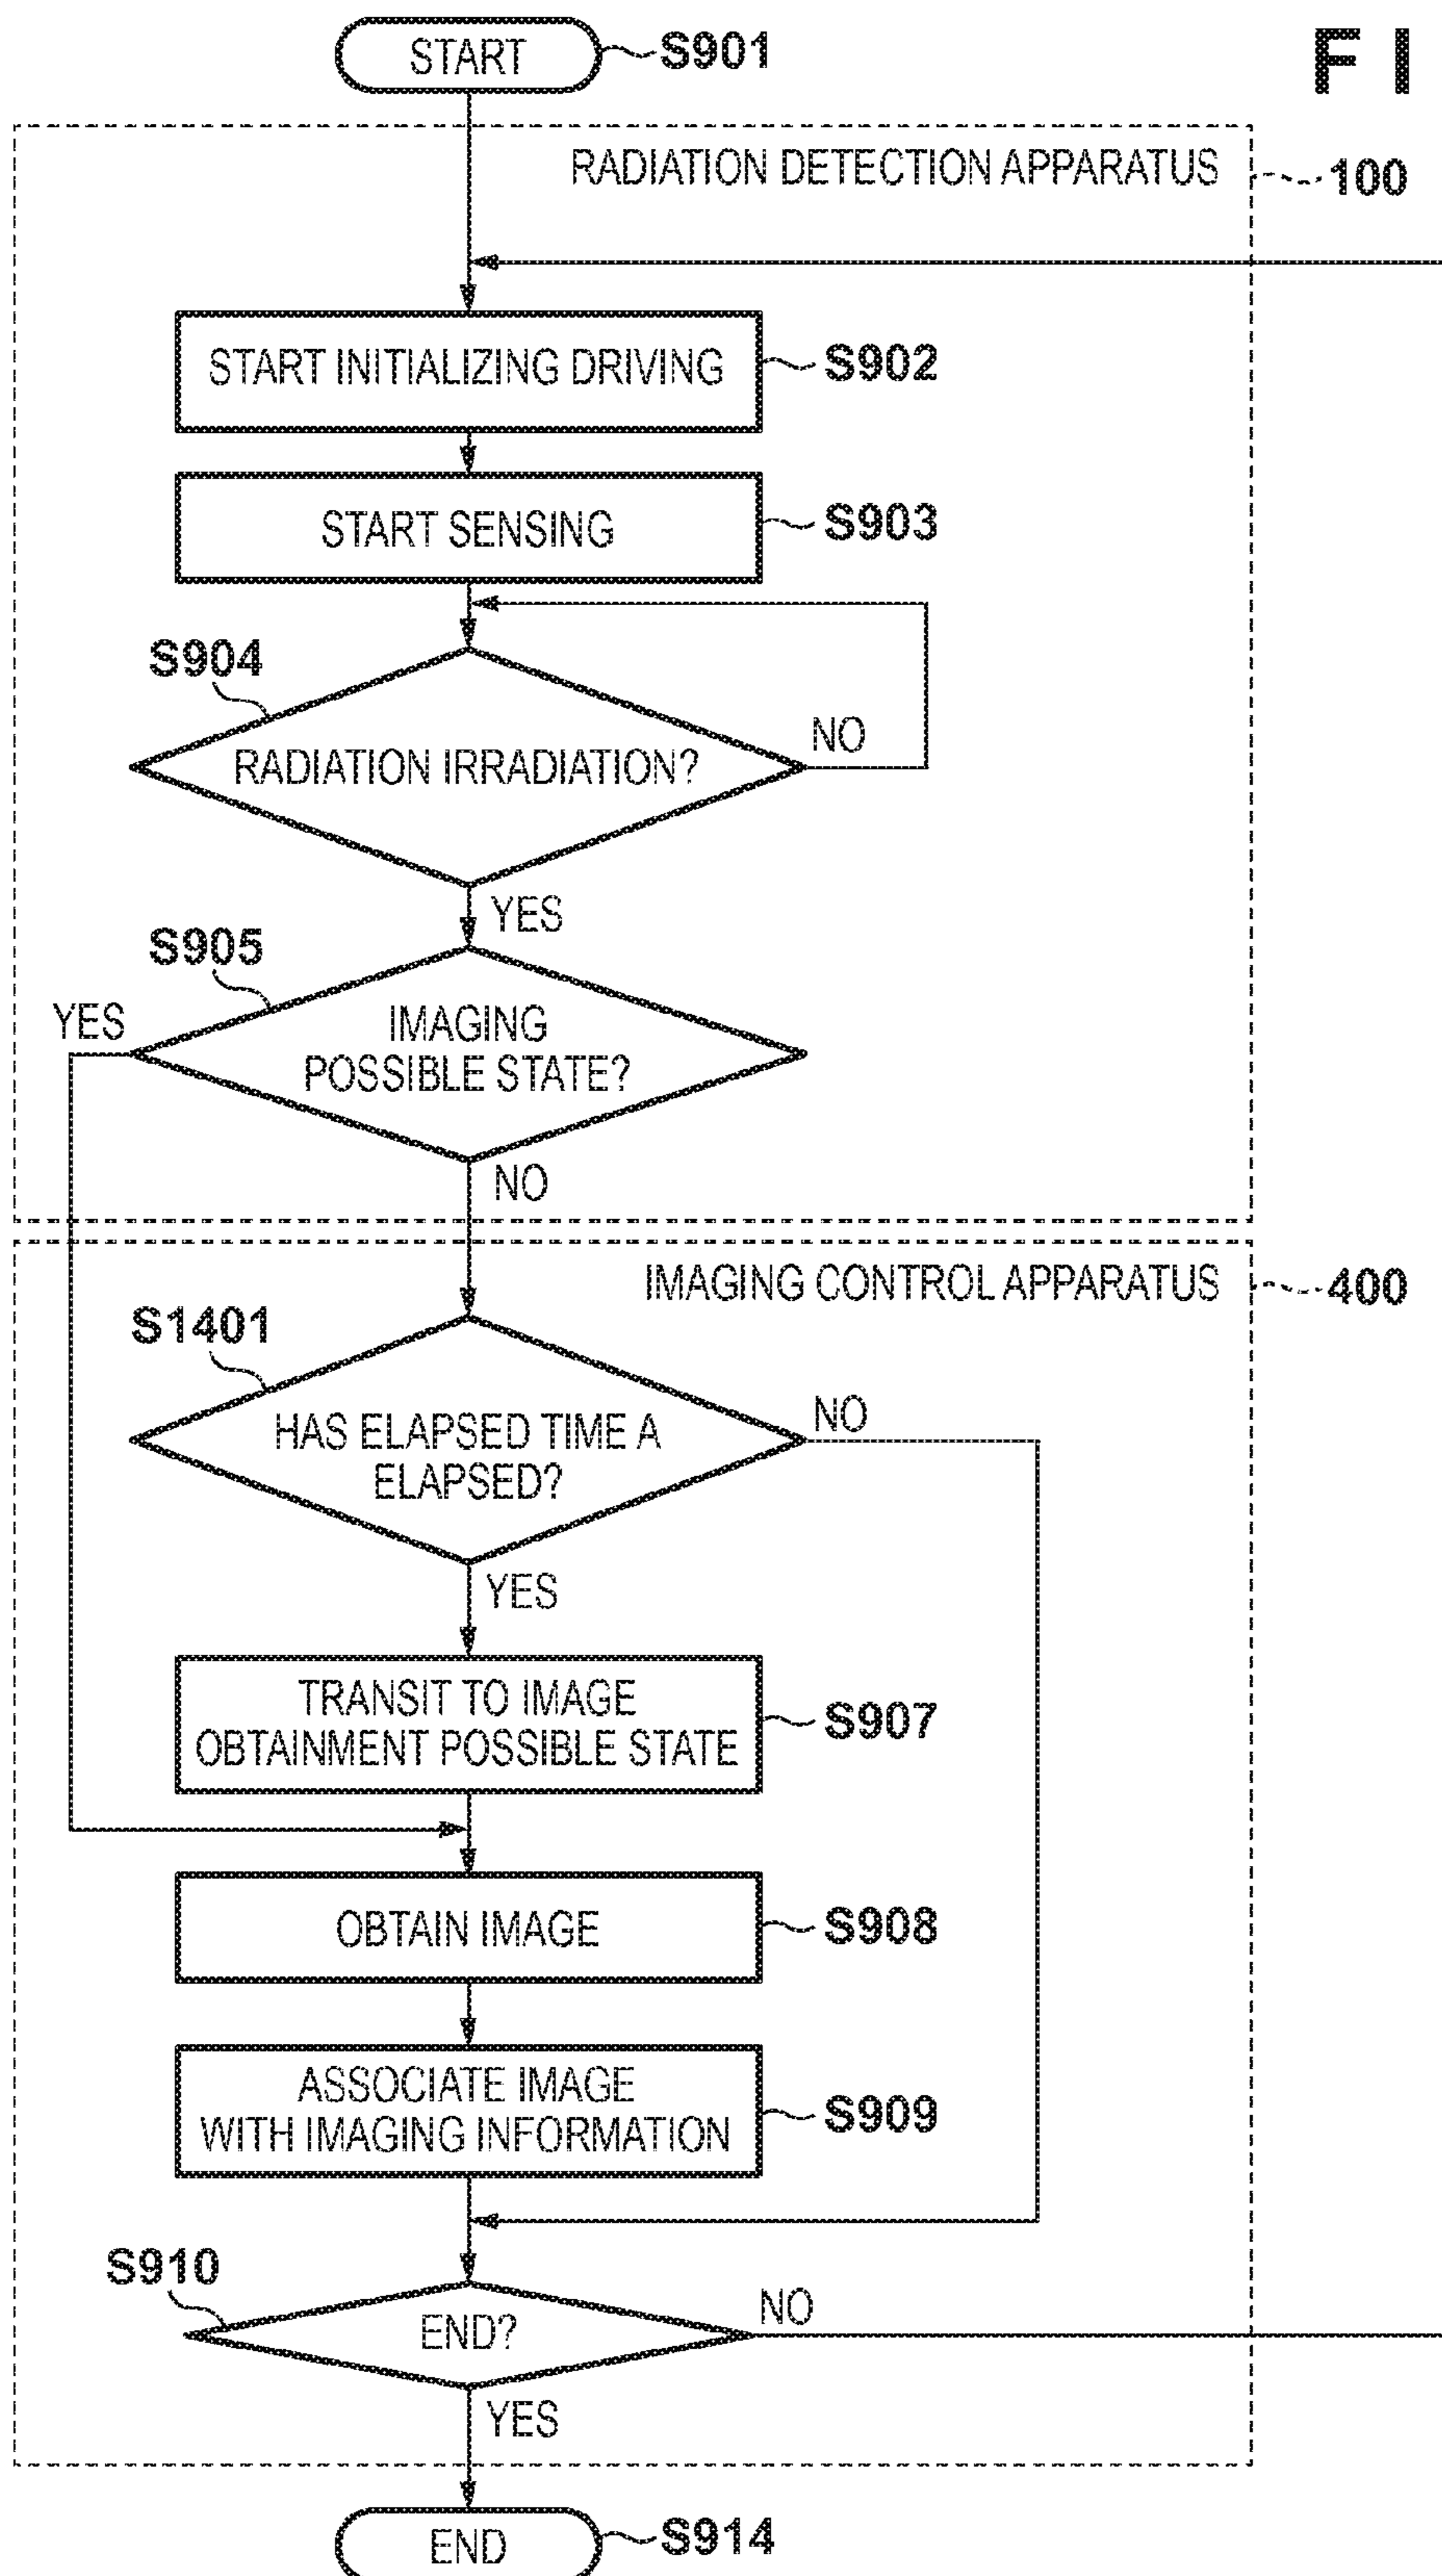 START
S901
F I
RADIATION DETECTION APPARATUS
100
START INITIALIZING DRIVING
S902
START SENSING
S903
S904
RADIATION IRRADIATION?
NO
YES
S905
YES
IMAGING
POSSIBLE STATE?
NO
IMAGING CONTROL APPARATUS
400
S1401
HAS ELAPSED TIME A
ELAPSED?
NO
YES
TRANSIT TO IMAGE
OBTAINMENT POSSIBLE STATE
S907
OBTAIN IMAGE
S908
ASSOCIATE IMAGE
WITH IMAGING INFORMATION
S909
S910
END?
NO
YES
END
S914